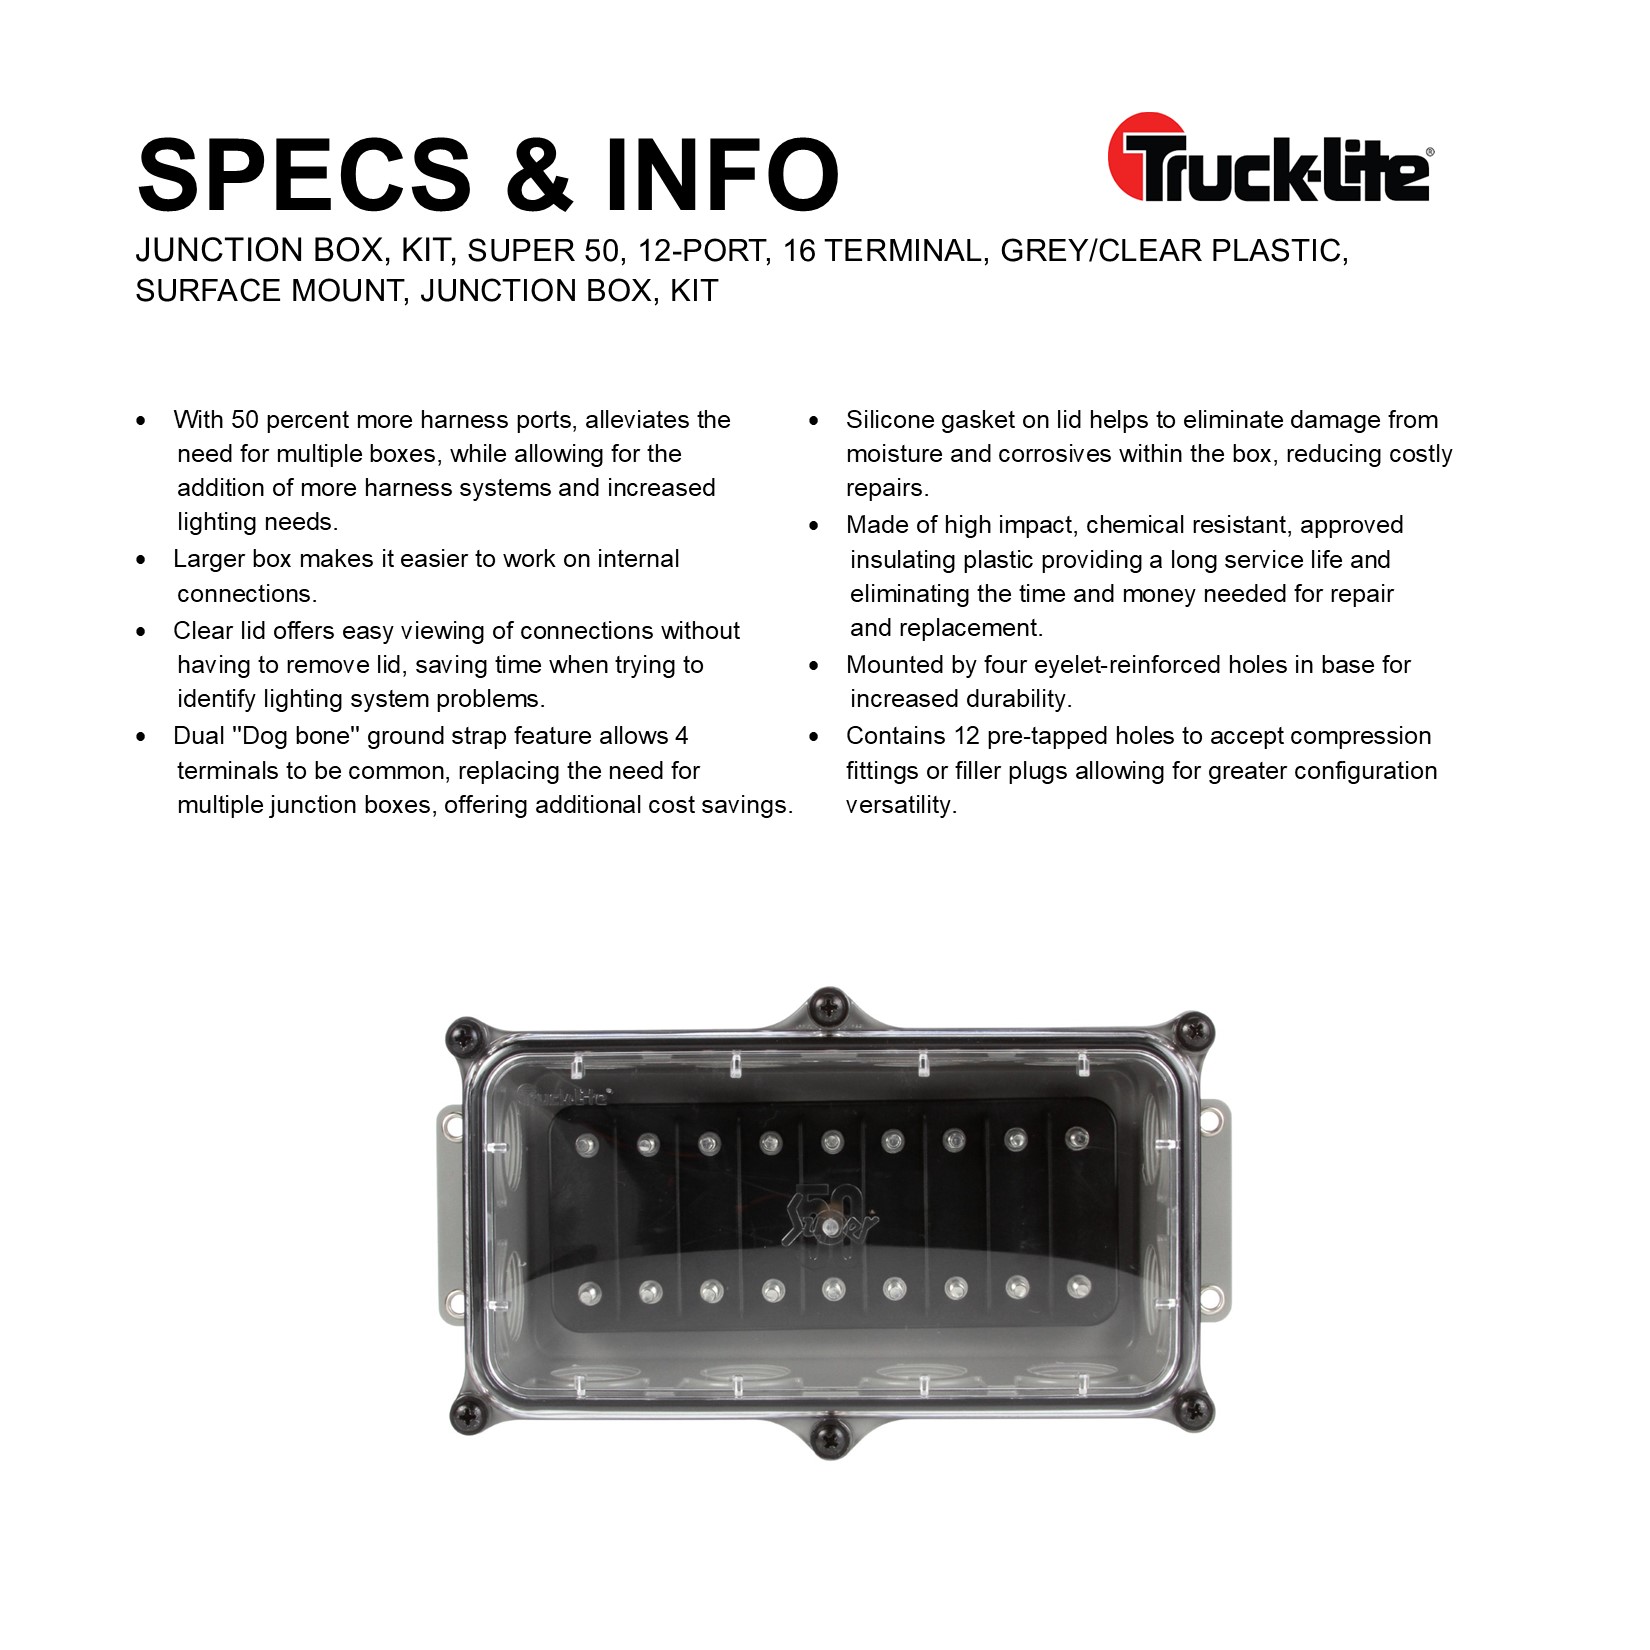 SPECS & INFO
Truck-Lite®
JUNCTION BOX, KIT, SUPER 50, 12-PORT, 16 TERMINAL, GREY/CLEAR PLASTIC,
SURFACE MOUNT, JUNCTION BOX, KIT
• With 50 percent more harness ports, alleviates the
need for multiple boxes, while allowing for the
addition of more harness systems and increased
lighting needs.
• Larger box makes it easier to work on internal
connections.
• Clear lid offers easy viewing of connections without
having to remove lid, saving time when trying to
identify lighting system problems.
• Dual "Dog bone" ground strap feature allows 4
terminals to be common, replacing the need for
multiple junction boxes, offering additional cost savings.
• Silicone gasket on lid helps to eliminate damage from
moisture and corrosives within the box, reducing costly
repairs.
• Made of high impact, chemical resistant, approved
insulating plastic providing a long service life and
eliminating the time and money needed for repair
and replacement.
• Mounted by four eyelet-reinforced holes in base for
increased durability.
• Contains 12 pre-tapped holes to accept compression
fittings or filler plugs allowing for greater configuration
versatility.
Truck-Lite®
50
Super